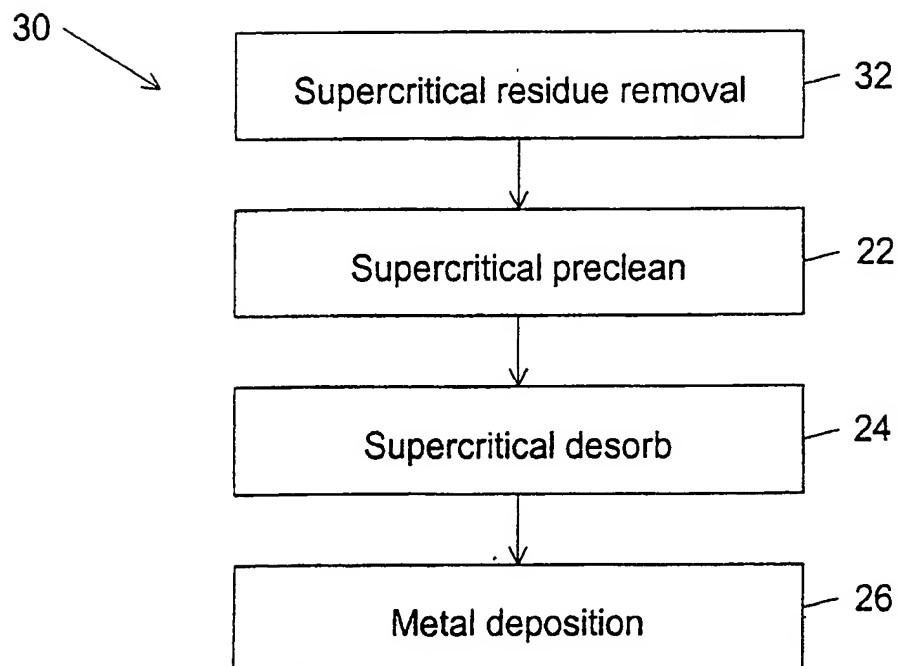 30
Supercritical residue removal
32
Supercritical preclean
22
Supercritical desorb
24
Metal deposition
26